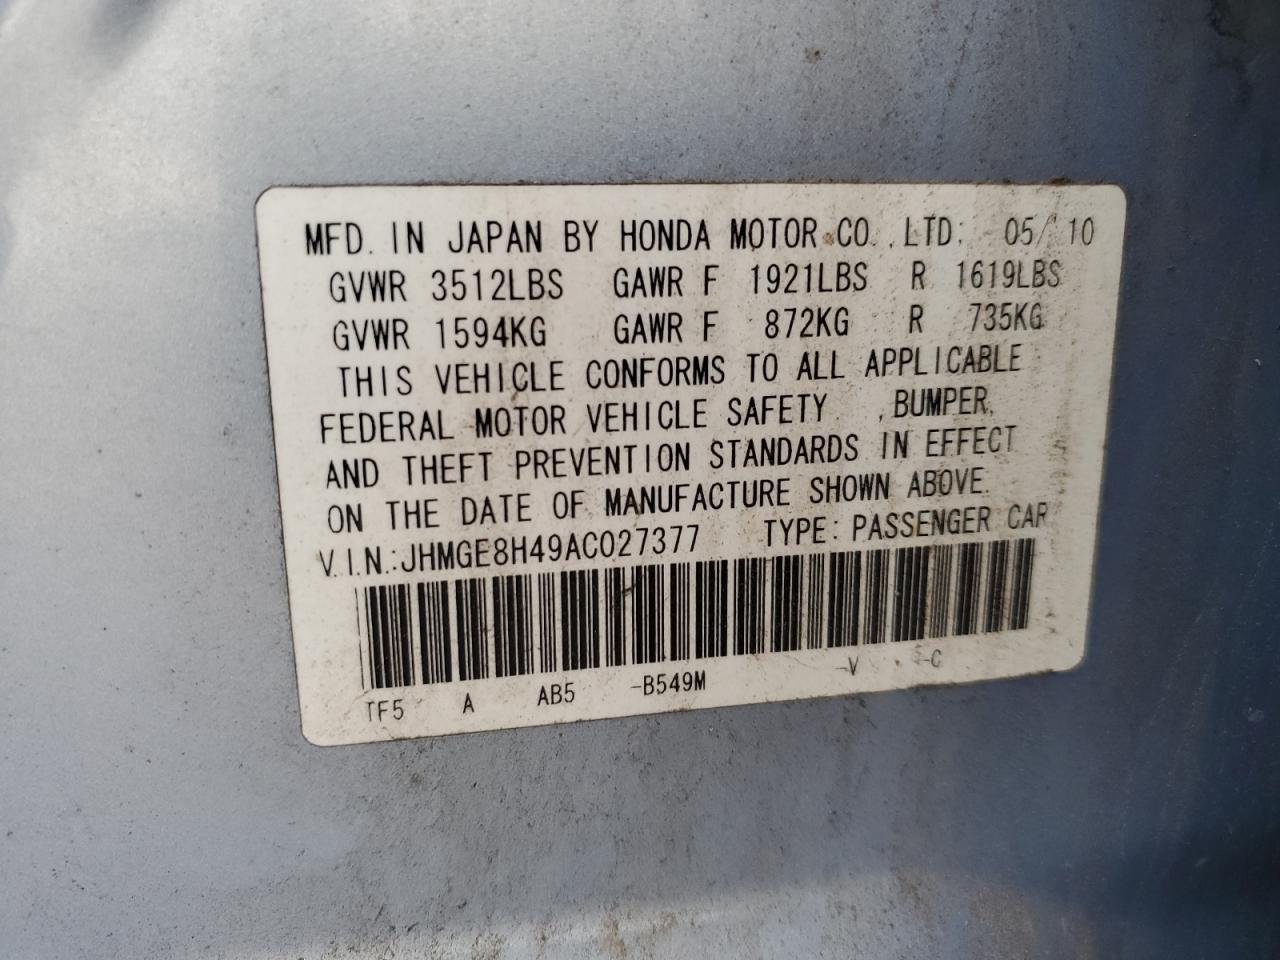 MFD. IN JAPAN BY HONDA MOTOR CO., LTD. 05/10
GVWR 3512LBS GAWR F 1921LBS R 1619LBS
GVWR 1594KG GAWR F 872KG R 735KG
THIS VEHICLE CONFORMS TO ALL APPLICABLE
FEDERAL MOTOR VEHICLE SAFETY , BUMPER,
AND THEFT PREVENTION STANDARDS IN EFFECT
ON THE DATE OF MANUFACTURE SHOWN ABOVE.
V.I.N.:JHMGE8H49AC027377 TYPE: PASSENGER CAR
TF5 A AB5 -B549M -V -C